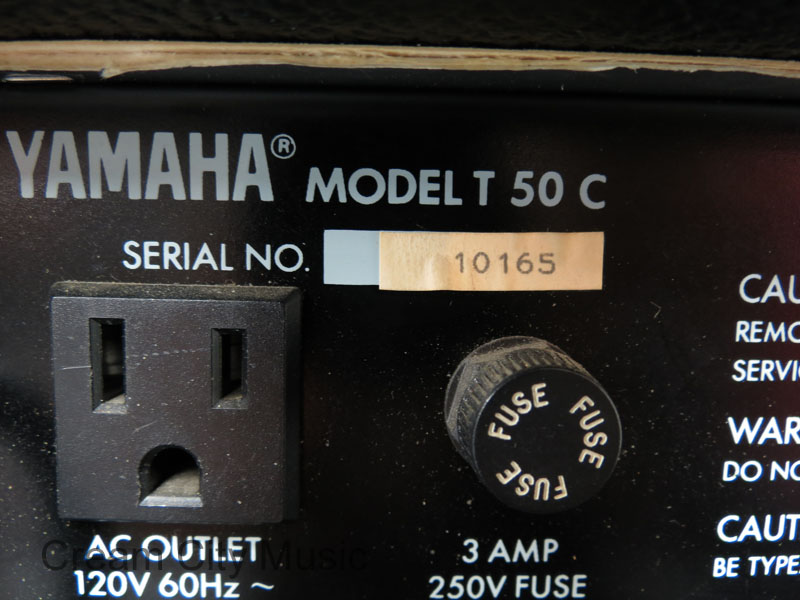 YAMAHA® MODEL T 50 C
SERIAL NO. 10165
FUSE FUSE FUSE
AC OUTLET
120V 60Hz ~
3 AMP
250V FUSE
CAU
REMO
SERVI
WAR
DO NO
CAUT
BE TYPE
Cream City Music